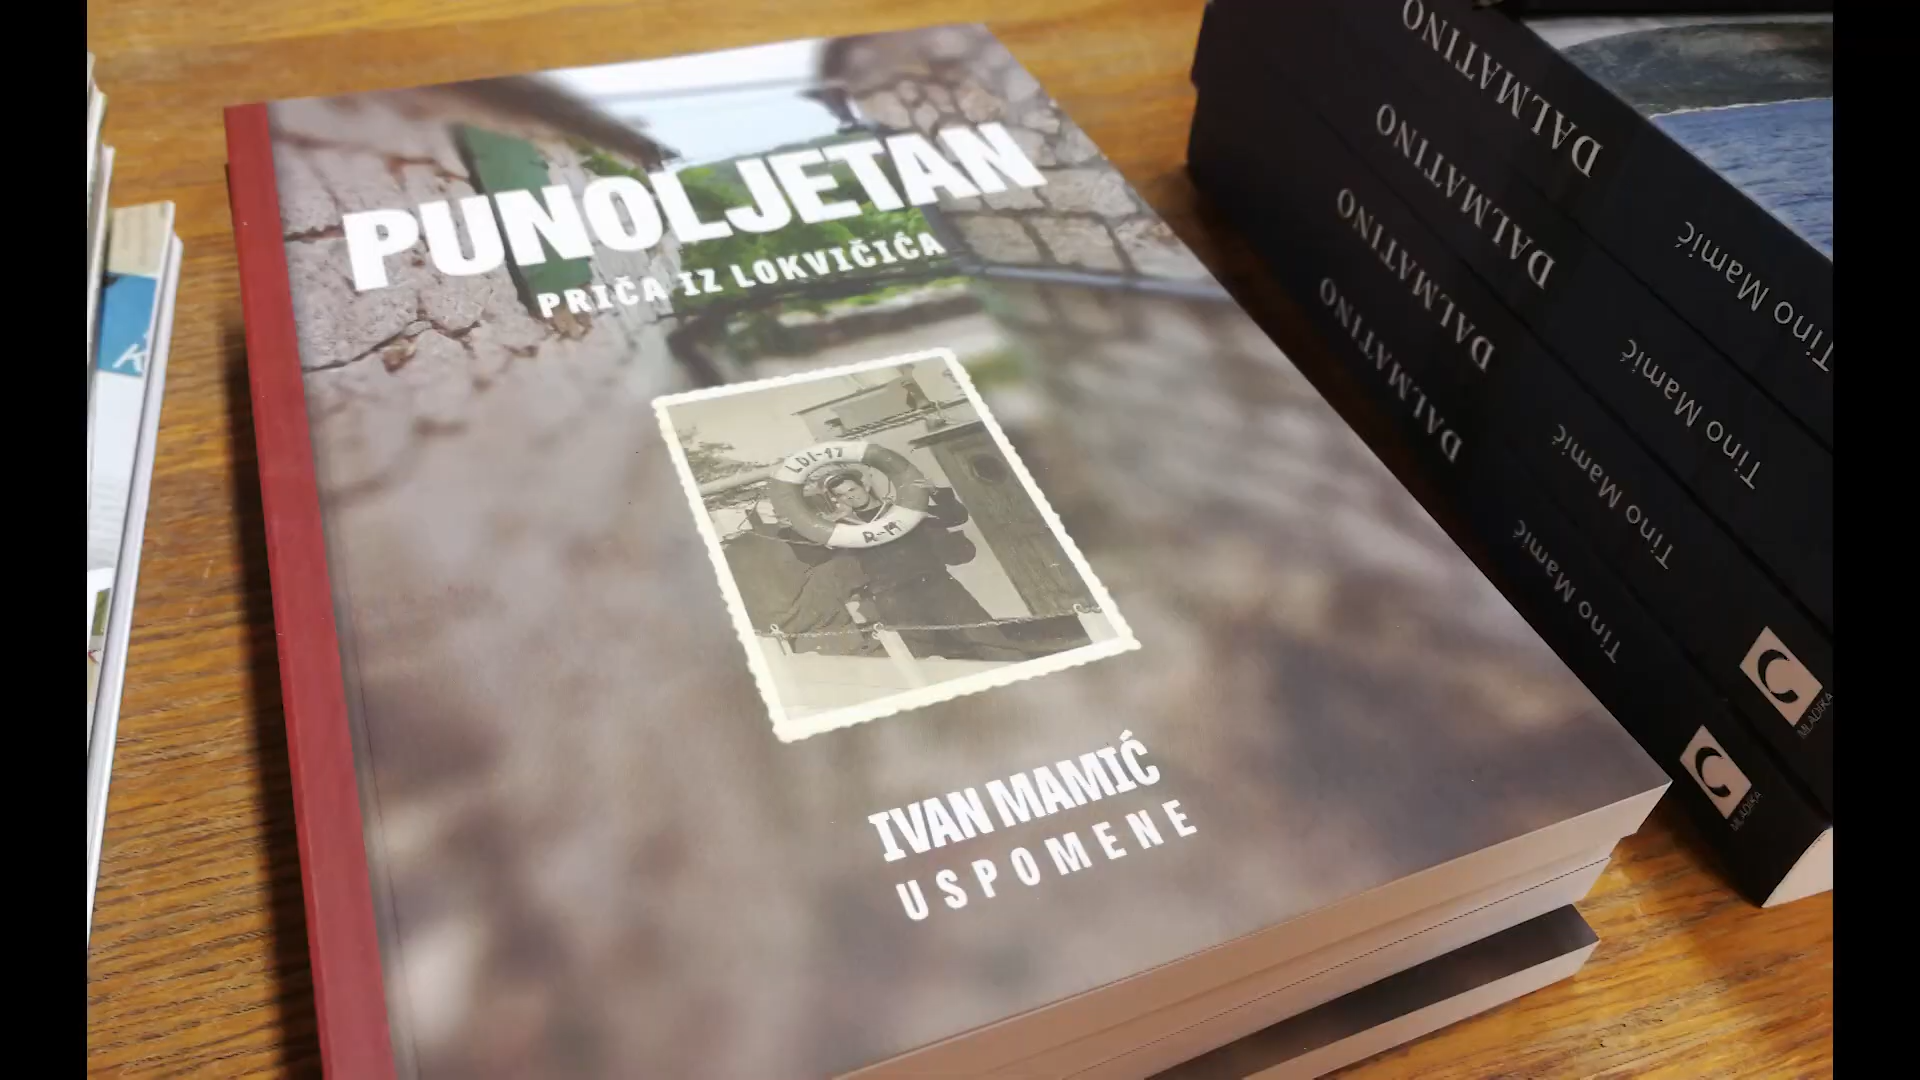 PUNOLJETAN
PRIČA IZ LOKVIČIĆA
LDI-17
IVAN MAMIĆ
USPOMENE
DALMATINO
Tino Mamić
DALMATINO
Tino Mamić
MLADIKA
DALMATINO
Tino Mamić
DALMATINO
Tino Mamić
MLADIKA